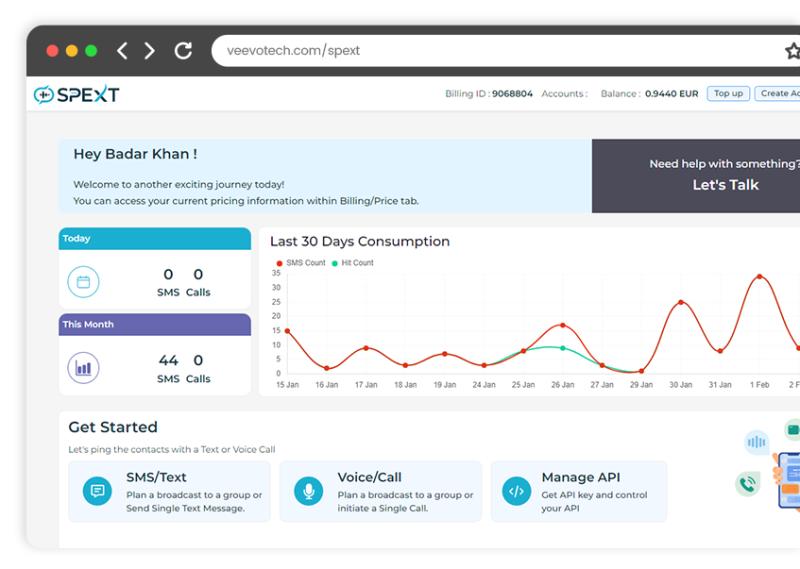 veevotech.com/spext
SPEXT
Billing ID : 9068804 Accounts : Balance : 0.9440 EUR Top up Create Ac
Hey Badar Khan !
Welcome to another exciting journey today!
You can access your current pricing information within Billing/Price tab.
Need help with something?
Let's Talk
Today
0 0
SMS Calls
This Month
44 0
SMS Calls
Last 30 Days Consumption
SMS Count Hit Count
35
30
25
20
15
10
5
0
15 Jan 16 Jan 17 Jan 18 Jan 19 Jan 24 Jan 25 Jan 26 Jan 27 Jan 29 Jan 30 Jan 31 Jan 1 Feb 2 F
Get Started
Let's ping the contacts with a Text or Voice Call
SMS/Text
Plan a broadcast to a group or
Send Single Text Message.
Voice/Call
Plan a broadcast to a group or
initiate a Single Call.
Manage API
Get API key and control
your API